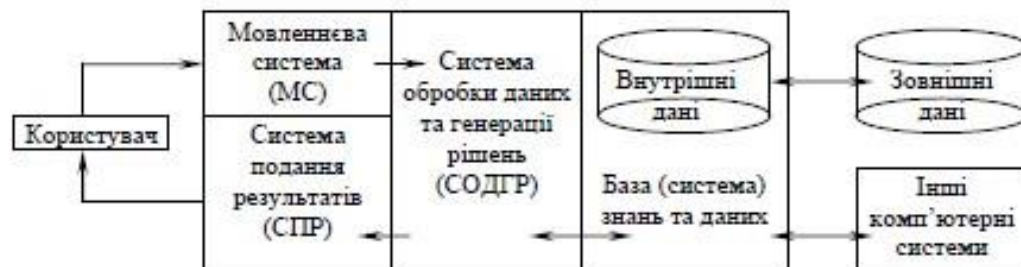 Користувач
Мовленнєва
система
(МС)
Система
подання
результатів
(СПР)
Система
обробки даних
та генерації
рішень
(СОДГР)
Внутрішні
дані
База (система)
знань та даних
Зовнішні
дані
Інші
комп’ютерні
системи